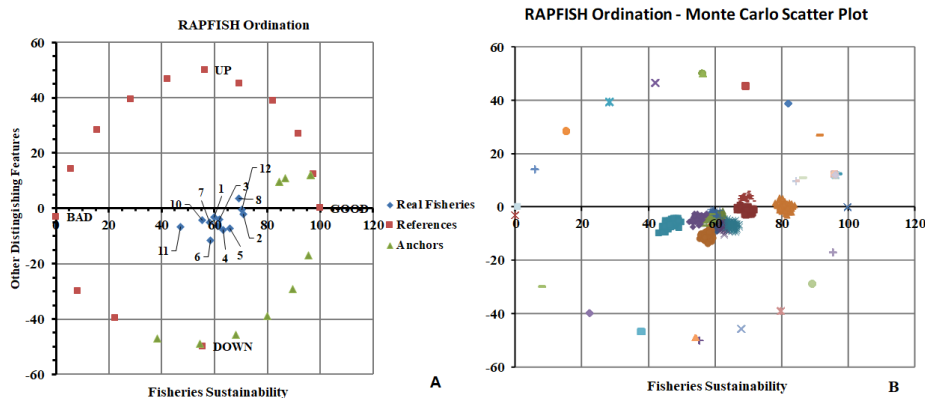 RAPFISH Ordination
60
40
20
0
-20
-40
-60
0 20 40 60 80 100 120
Other Distingishing Features
Fisheries Sustainability
UP
BAD
GOOD
DOWN
12
1
3
7
8
10
11
6
4
5
2
Real Fisheries
References
Anchors
A
RAPFISH Ordination - Monte Carlo Scatter Plot
60
40
20
0
-20
-40
-60
0 20 40 60 80 100 120
Fisheries Sustainability
B